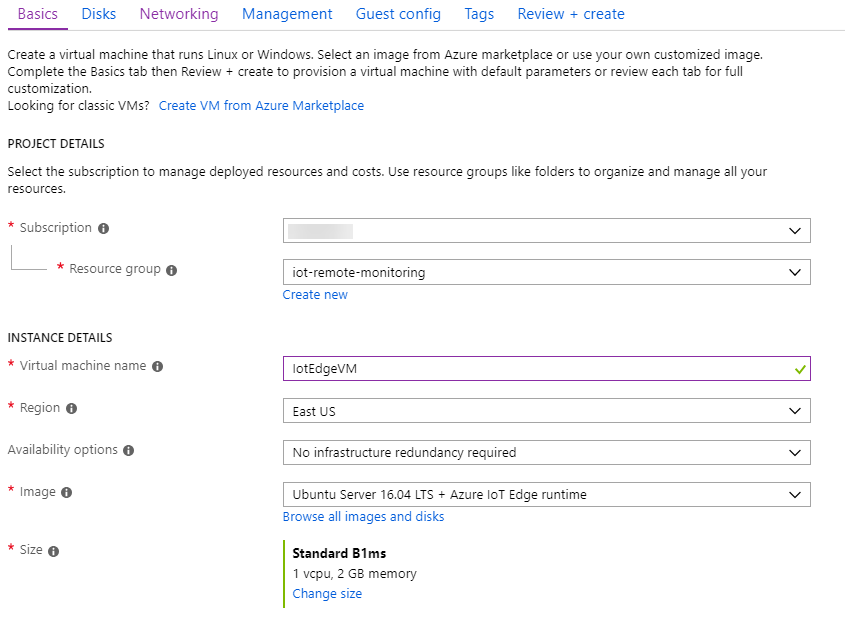 Basics Disks Networking Management Guest config Tags Review + create
Create a virtual machine that runs Linux or Windows. Select an image from Azure marketplace or use your own customized image.
Complete the Basics tab then Review + create to provision a virtual machine with default parameters or review each tab for full
customization.
Looking for classic VMs? Create VM from Azure Marketplace
PROJECT DETAILS
Select the subscription to manage deployed resources and costs. Use resource groups like folders to organize and manage all your
resources.
* Subscription
* Resource group iot-remote-monitoring
Create new
INSTANCE DETAILS
* Virtual machine name IotEdgeVM
* Region East US
Availability options No infrastructure redundancy required
* Image Ubuntu Server 16.04 LTS + Azure IoT Edge runtime
Browse all images and disks
* Size Standard B1ms
1 vcpu, 2 GB memory
Change size